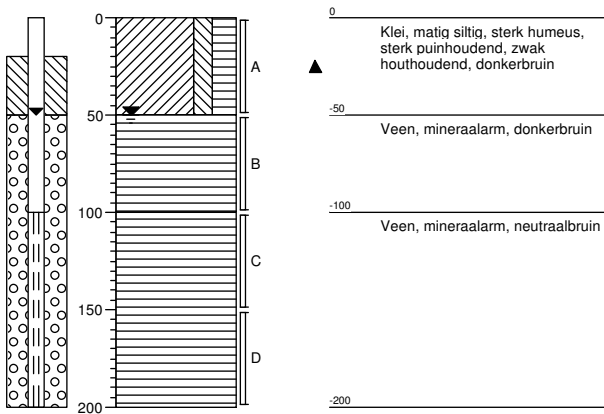 0
50
100
150
200
A
B
C
D
0
Klei, matig siltig, sterk humeus,
sterk puinhoudend, zwak
houthoudend, donkerbruin
-50
Veen, mineraalarm, donkerbruin
-100
Veen, mineraalarm, neutraalbruin
-200